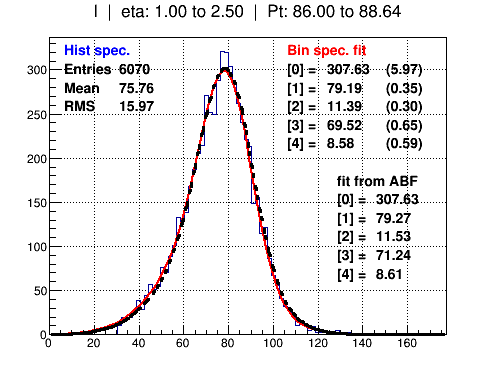 I | eta: 1.00 to 2.50 | Pt: 86.00 to 88.64
Hist spec.
Entries 6070
Mean 75.76
RMS 15.97
Bin spec. fit
[0] = 307.63 (5.97)
[1] = 79.19 (0.35)
[2] = 11.39 (0.30)
[3] = 69.52 (0.65)
[4] = 8.58 (0.59)
fit from ABF
[0] = 307.63
[1] = 79.27
[2] = 11.53
[3] = 71.24
[4] = 8.61
300
250
200
150
100
50
0
0 20 40 60 80 100 120 140 160